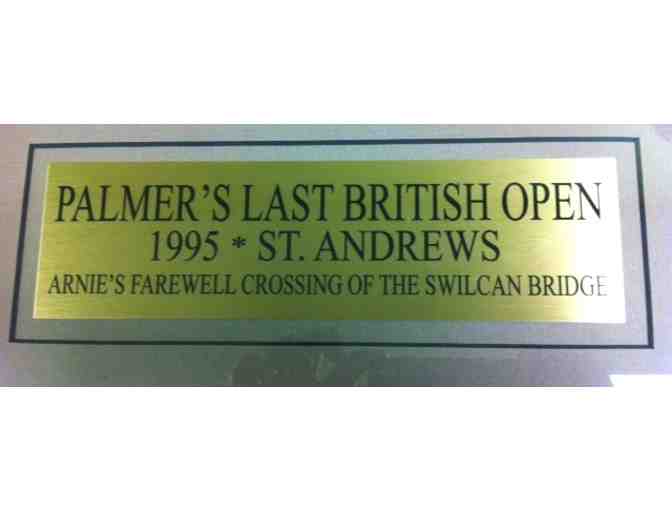 PALMER'S LAST BRITISH OPEN
1995 * ST. ANDREWS
ARNIE'S FAREWELL CROSSING OF THE SWILCAN BRIDGE